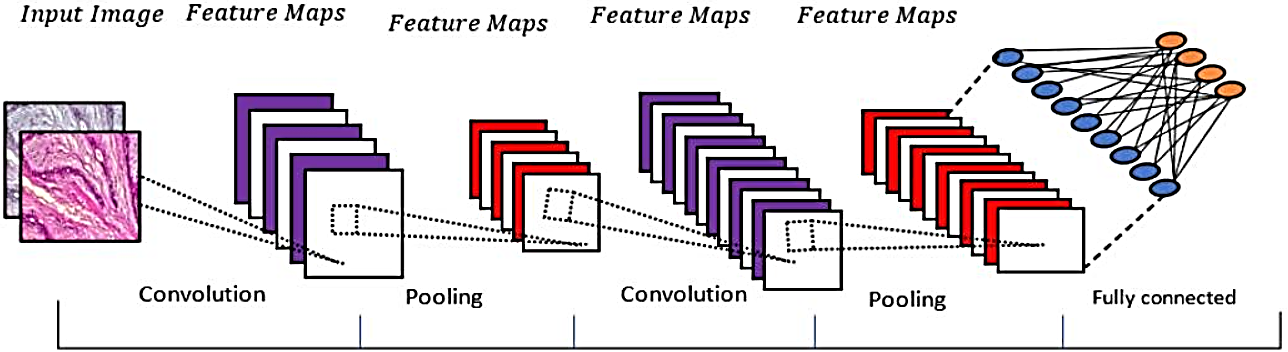 Input Image
Feature Maps
Feature Maps
Feature Maps
Feature Maps
Convolution
Pooling
Convolution
Pooling
Fully connected